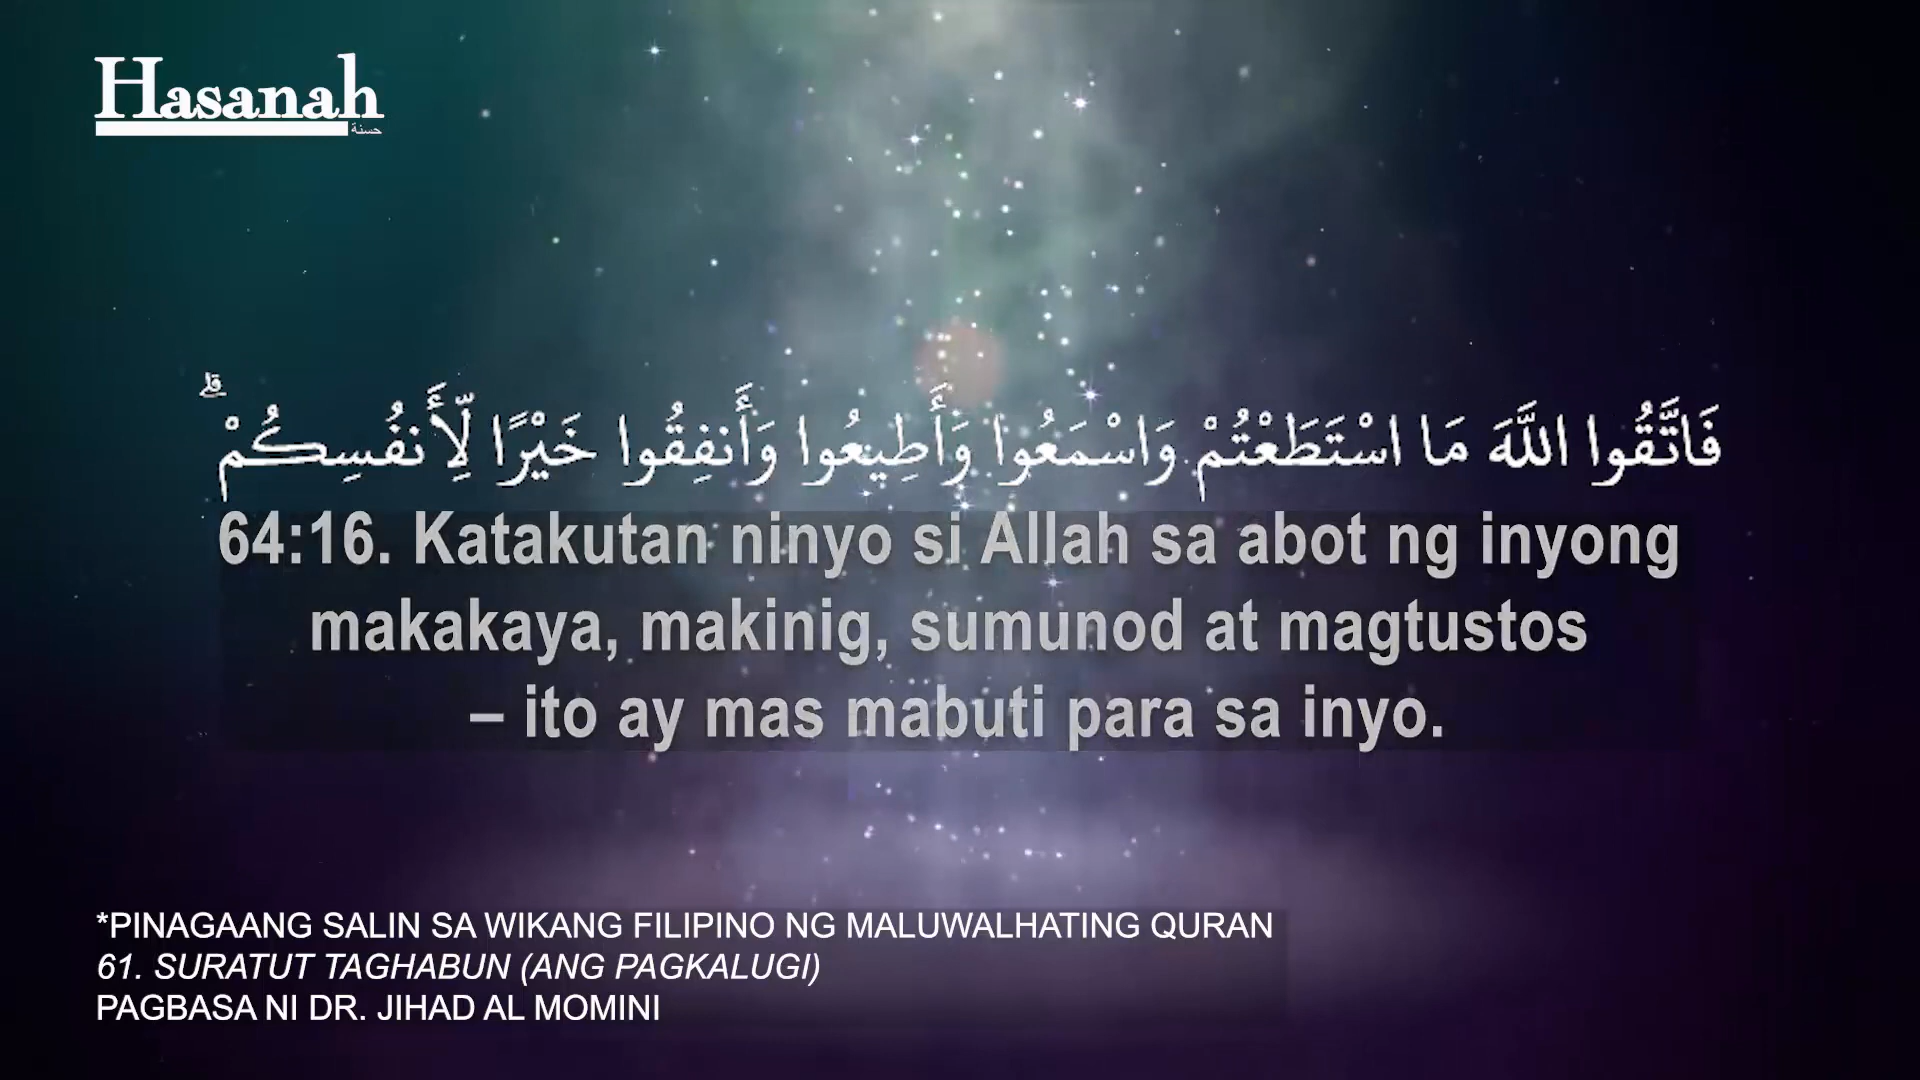 Hasanah
حسنة
فَاتَّقُوا اللَّهَ مَا اسْتَطَعْتُمْ وَاسْمَعُوا وَأَطِيعُوا وَأَنفِقُوا خَيْرًا لِّأَنفُسِكُمْ ۗ
64:16. Katakutan ninyo si Allah sa abot ng inyong
makakaya, makinig, sumunod at magtustos
– ito ay mas mabuti para sa inyo.
*PINAGAANG SALIN SA WIKANG FILIPINO NG MALUWALHATING QURAN
61. SURATUT TAGHABUN (ANG PAGKALUGI)
PAGBASA NI DR. JIHAD AL MOMINI